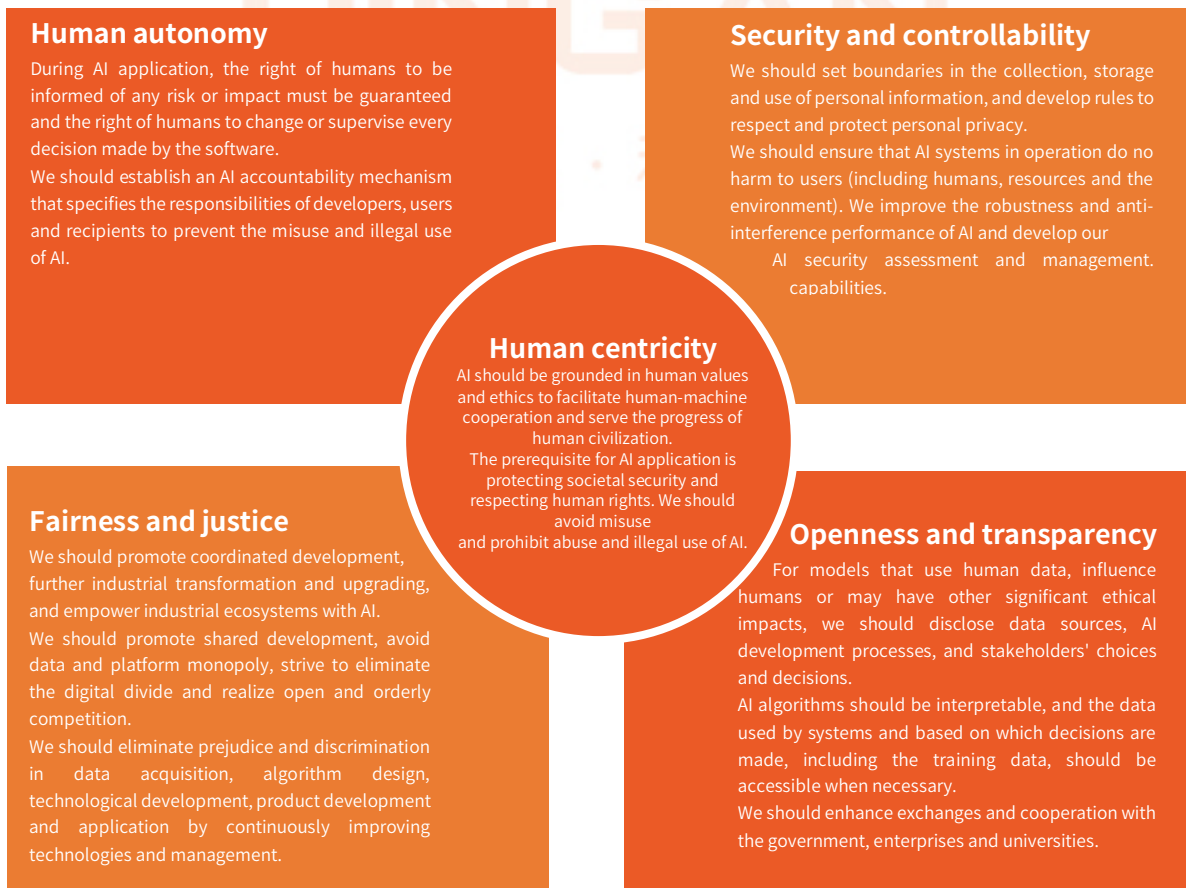 Human autonomy
During AI application, the right of humans to be
informed of any risk or impact must be guaranteed
and the right of humans to change or supervise every
decision made by the software.
We should establish an AI accountability mechanism
that specifies the responsibilities of developers, users
and recipients to prevent the misuse and illegal use
of AI.
Security and controllability
We should set boundaries in the collection, storage
and use of personal information, and develop rules to
respect and protect personal privacy.
We should ensure that AI systems in operation do no
harm to users (including humans, resources and the
environment). We improve the robustness and anti-
interference performance of AI and develop our
AI security assessment and management.
capabilities.
Human centricity
AI should be grounded in human values
and ethics to facilitate human-machine
cooperation and serve the progress of
human civilization.
The prerequisite for AI application is
protecting societal security and
respecting human rights. We should
avoid misuse
and prohibit abuse and illegal use of AI.
Fairness and justice
We should promote coordinated development,
further industrial transformation and upgrading,
and empower industrial ecosystems with AI.
We should promote shared development, avoid
data and platform monopoly, strive to eliminate
the digital divide and realize open and orderly
competition.
We should eliminate prejudice and discrimination
in data acquisition, algorithm design,
technological development, product development
and application by continuously improving
technologies and management.
Openness and transparency
For models that use human data, influence
humans or may have other significant ethical
impacts, we should disclose data sources, AI
development processes, and stakeholders' choices
and decisions.
AI algorithms should be interpretable, and the data
used by systems and based on which decisions are
made, including the training data, should be
accessible when necessary.
We should enhance exchanges and cooperation with
the government, enterprises and universities.